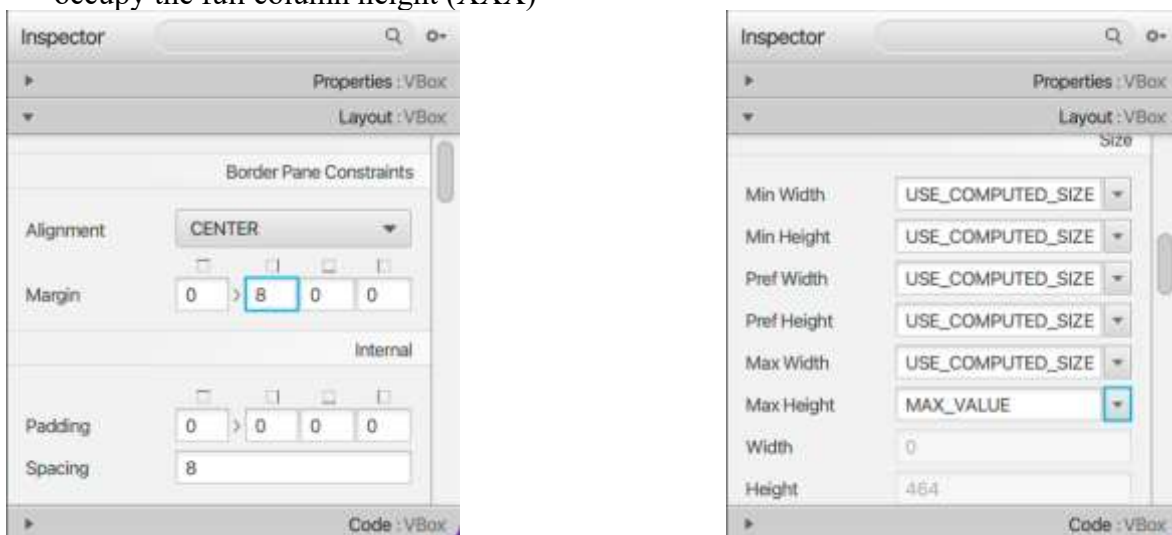 occupy the full column height (XXX)
Inspector
Properties : VBox
Layout : VBox
Border Pane Constraints
Alignment CENTER
Margin 0 > 8 0 0
Internal
Padding 0 > 0 0 0
Spacing 8
Code : VBox
Inspector
Properties : VBox
Layout : VBox
Size
Min Width USE_COMPUTED_SIZE
Min Height USE_COMPUTED_SIZE
Pref Width USE_COMPUTED_SIZE
Pref Height USE_COMPUTED_SIZE
Max Width USE_COMPUTED_SIZE
Max Height MAX_VALUE
Width 0
Height 464
Code : VBox